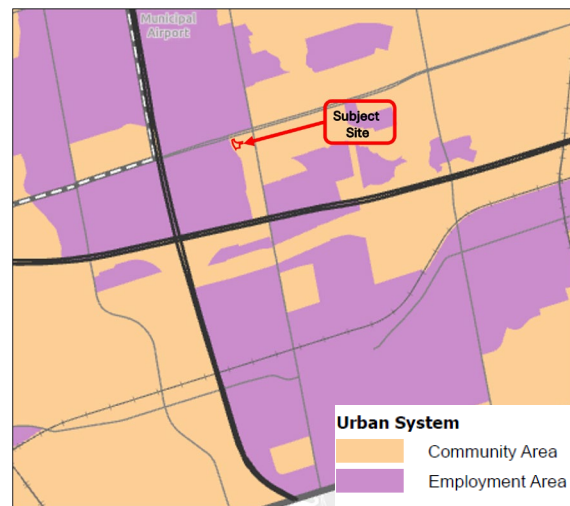 Municipal
Airport
Subject
Site
Urban System
Community Area
Employment Area